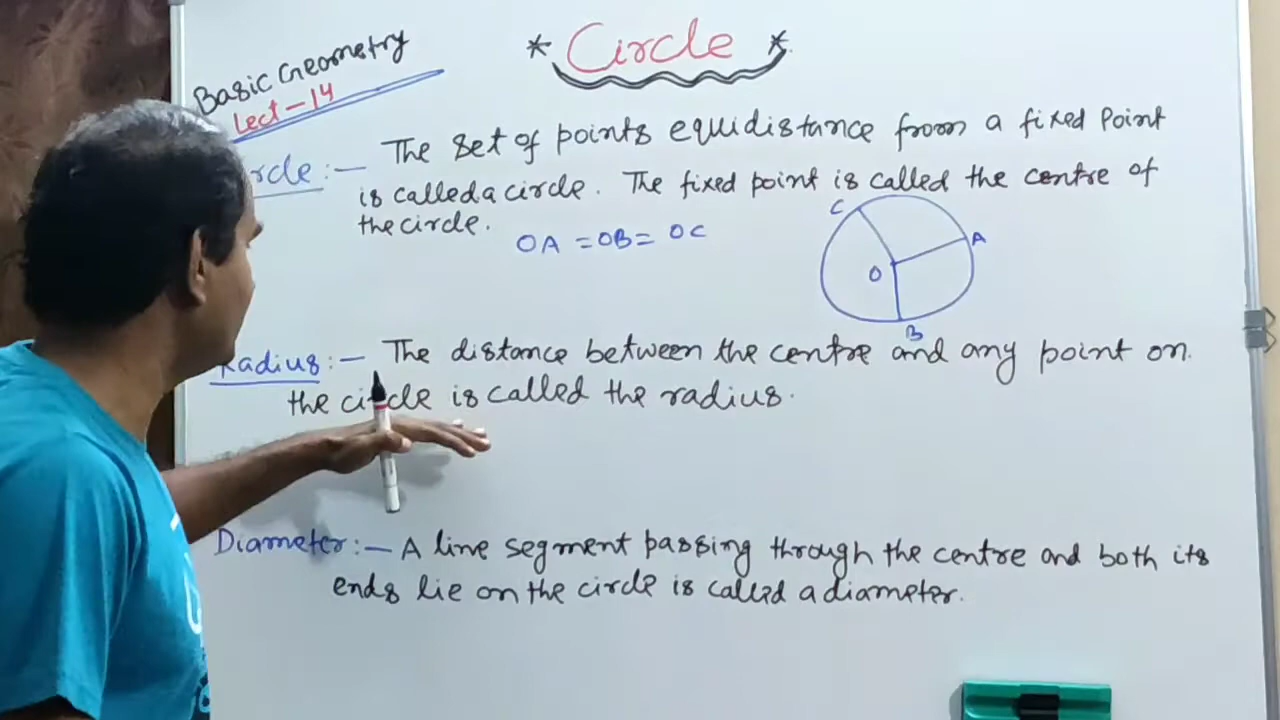 Basic Geometry
Lect-14
* Circle *
rcle:- The set of points equidistance from a fixed Point
is called a circle. The fixed point is called the centre of
the circle.
OA = OB = OC
C
A
O
B
Radius:- The distance between the centre and any point on
the circle is called the radius.
Diameter:- A line segment passing through the centre and both its
ends lie on the circle is called a diameter.